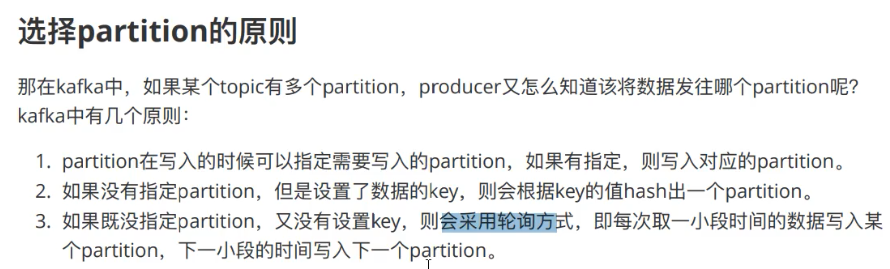 选择partition的原则
那在kafka中，如果某个topic有多个partition，producer又怎么知道该将数据发往哪个partition呢？
kafka中有几个原则：
1. partition在写入的时候可以指定需要写入的partition，如果有指定，则写入对应的partition。
2. 如果没有指定partition，但是设置了数据的key，则会根据key的值hash出一个partition。
3. 如果既没指定partition，又没有设置key，则会采用轮询方式，即每次取一小段时间的数据写入某
个partition，下一小段的时间写入下一个partition。